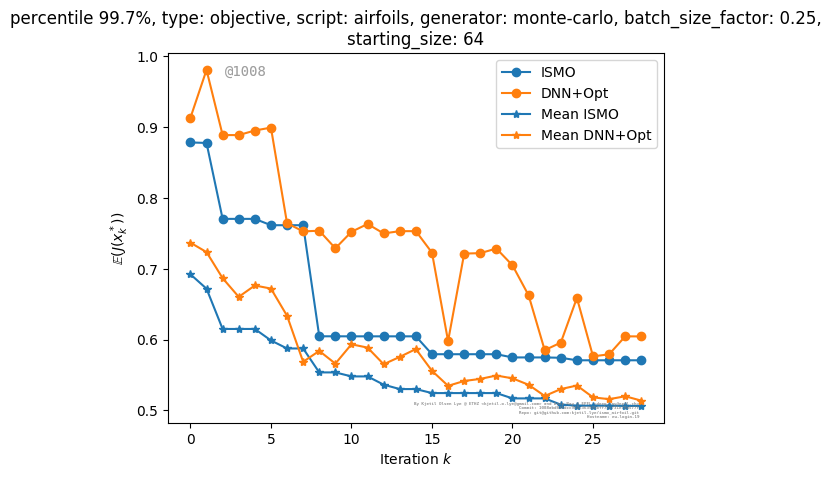 percentile 99.7%, type: objective, script: airfoils, generator: monte-carlo, batch_size_factor: 0.25,
starting_size: 64
@1008
ISMO
DNN+Opt
Mean ISMO
Mean DNN+Opt
1.0
0.9
0.8
0.7
0.6
0.5
𝔼(J(x_k^*))
0
5
10
15
20
25
Iteration k